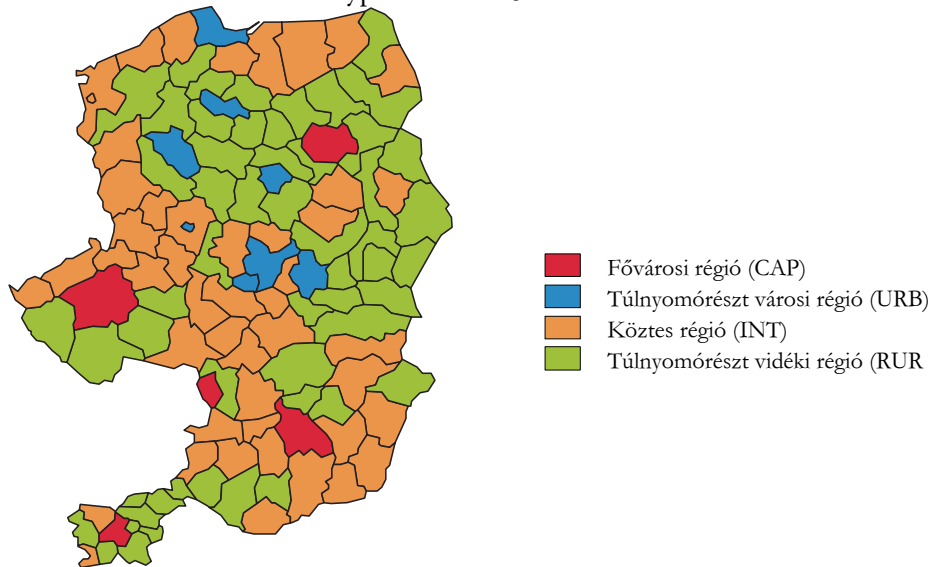 Fővárosi régió (CAP)
Túlnyomórészt városi régió (URB)
Köztes régió (INT)
Túlnyomórészt vidéki régió (RUR